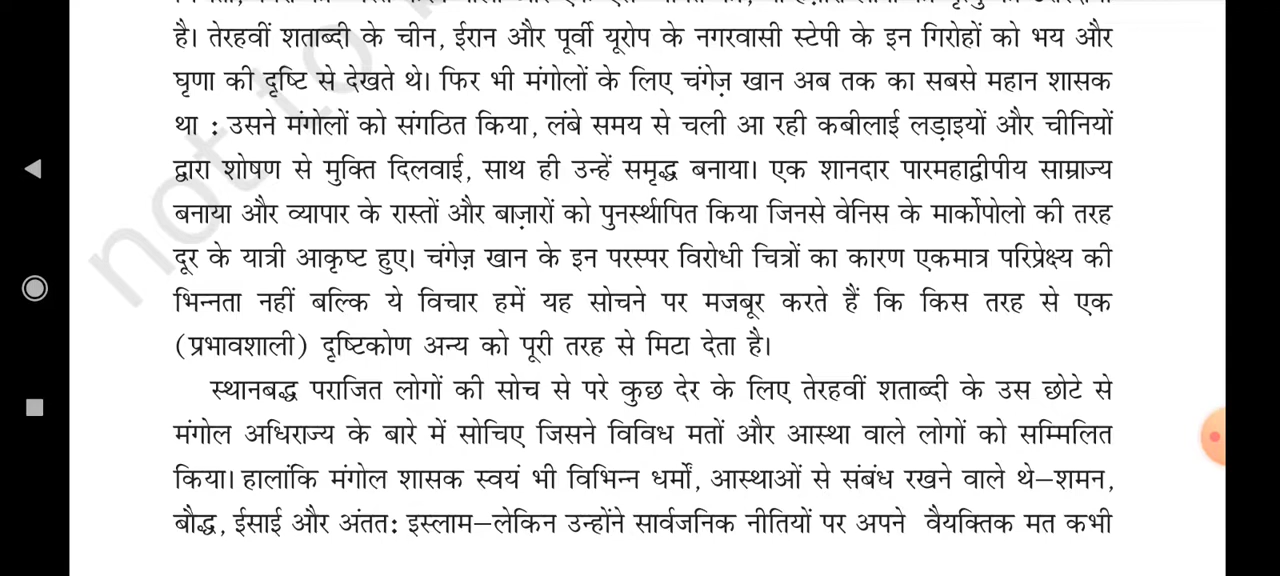 है। तेरहवीं शताब्दी के चीन, ईरान और पूर्वी यूरोप के नगरवासी स्टेपी के इन गिरोहों को भय और
घृणा की दृष्टि से देखते थे। फिर भी मंगोलों के लिए चंगेज़ खान अब तक का सबसे महान शासक
था : उसने मंगोलों को संगठित किया, लंबे समय से चली आ रही कबीलाई लड़ाइयों और चीनियों
द्वारा शोषण से मुक्ति दिलवाई, साथ ही उन्हें समृद्ध बनाया। एक शानदार पारमहाद्वीपीय साम्राज्य
बनाया और व्यापार के रास्तों और बाज़ारों को पुनर्स्थापित किया जिनसे वेनिस के मार्कोपोलो की तरह
दूर के यात्री आकृष्ट हुए। चंगेज़ खान के इन परस्पर विरोधी चित्रों का कारण एकमात्र परिप्रेक्ष्य की
भिन्नता नहीं बल्कि ये विचार हमें यह सोचने पर मजबूर करते हैं कि किस तरह से एक
(प्रभावशाली) दृष्टिकोण अन्य को पूरी तरह से मिटा देता है।
स्थानबद्ध पराजित लोगों की सोच से परे कुछ देर के लिए तेरहवीं शताब्दी के उस छोटे से
मंगोल अधिराज्य के बारे में सोचिए जिसने विविध मतों और आस्था वाले लोगों को सम्मिलित
किया। हालांकि मंगोल शासक स्वयं भी विभिन्न धर्मों, आस्थाओं से संबंध रखने वाले थे–शमन,
बौद्ध, ईसाई और अंतत: इस्लाम–लेकिन उन्होंने सार्वजनिक नीतियों पर अपने वैयक्तिक मत कभी
not to